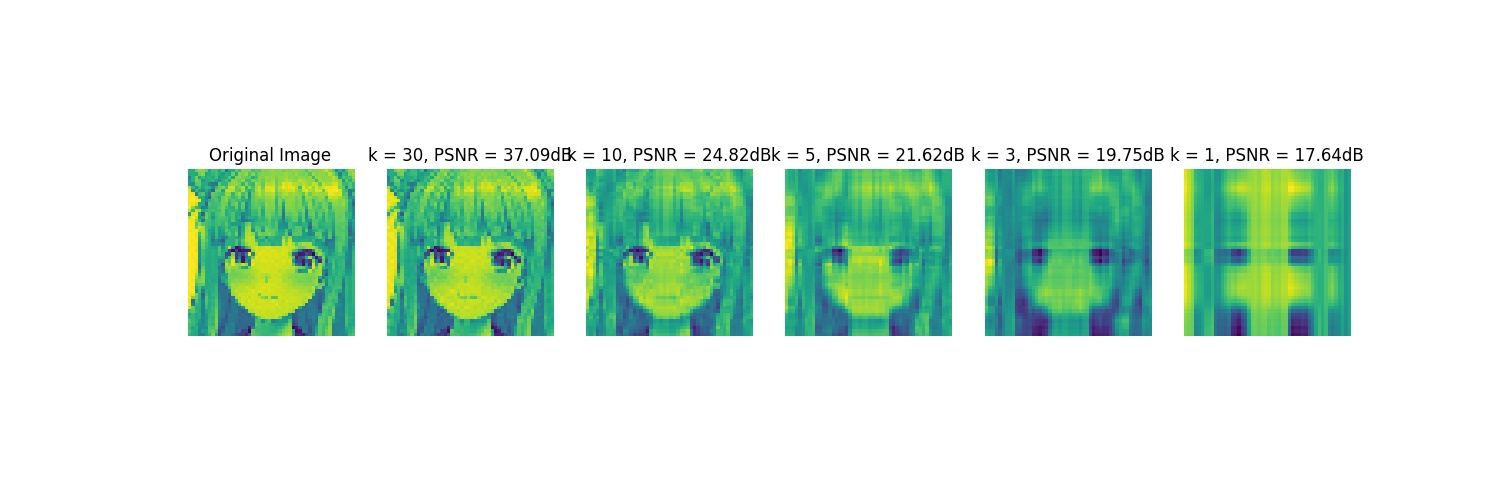 Original Image
k = 30, PSNR = 37.09dB
k = 10, PSNR = 24.82dB
k = 5, PSNR = 21.62dB
k = 3, PSNR = 19.75dB
k = 1, PSNR = 17.64dB